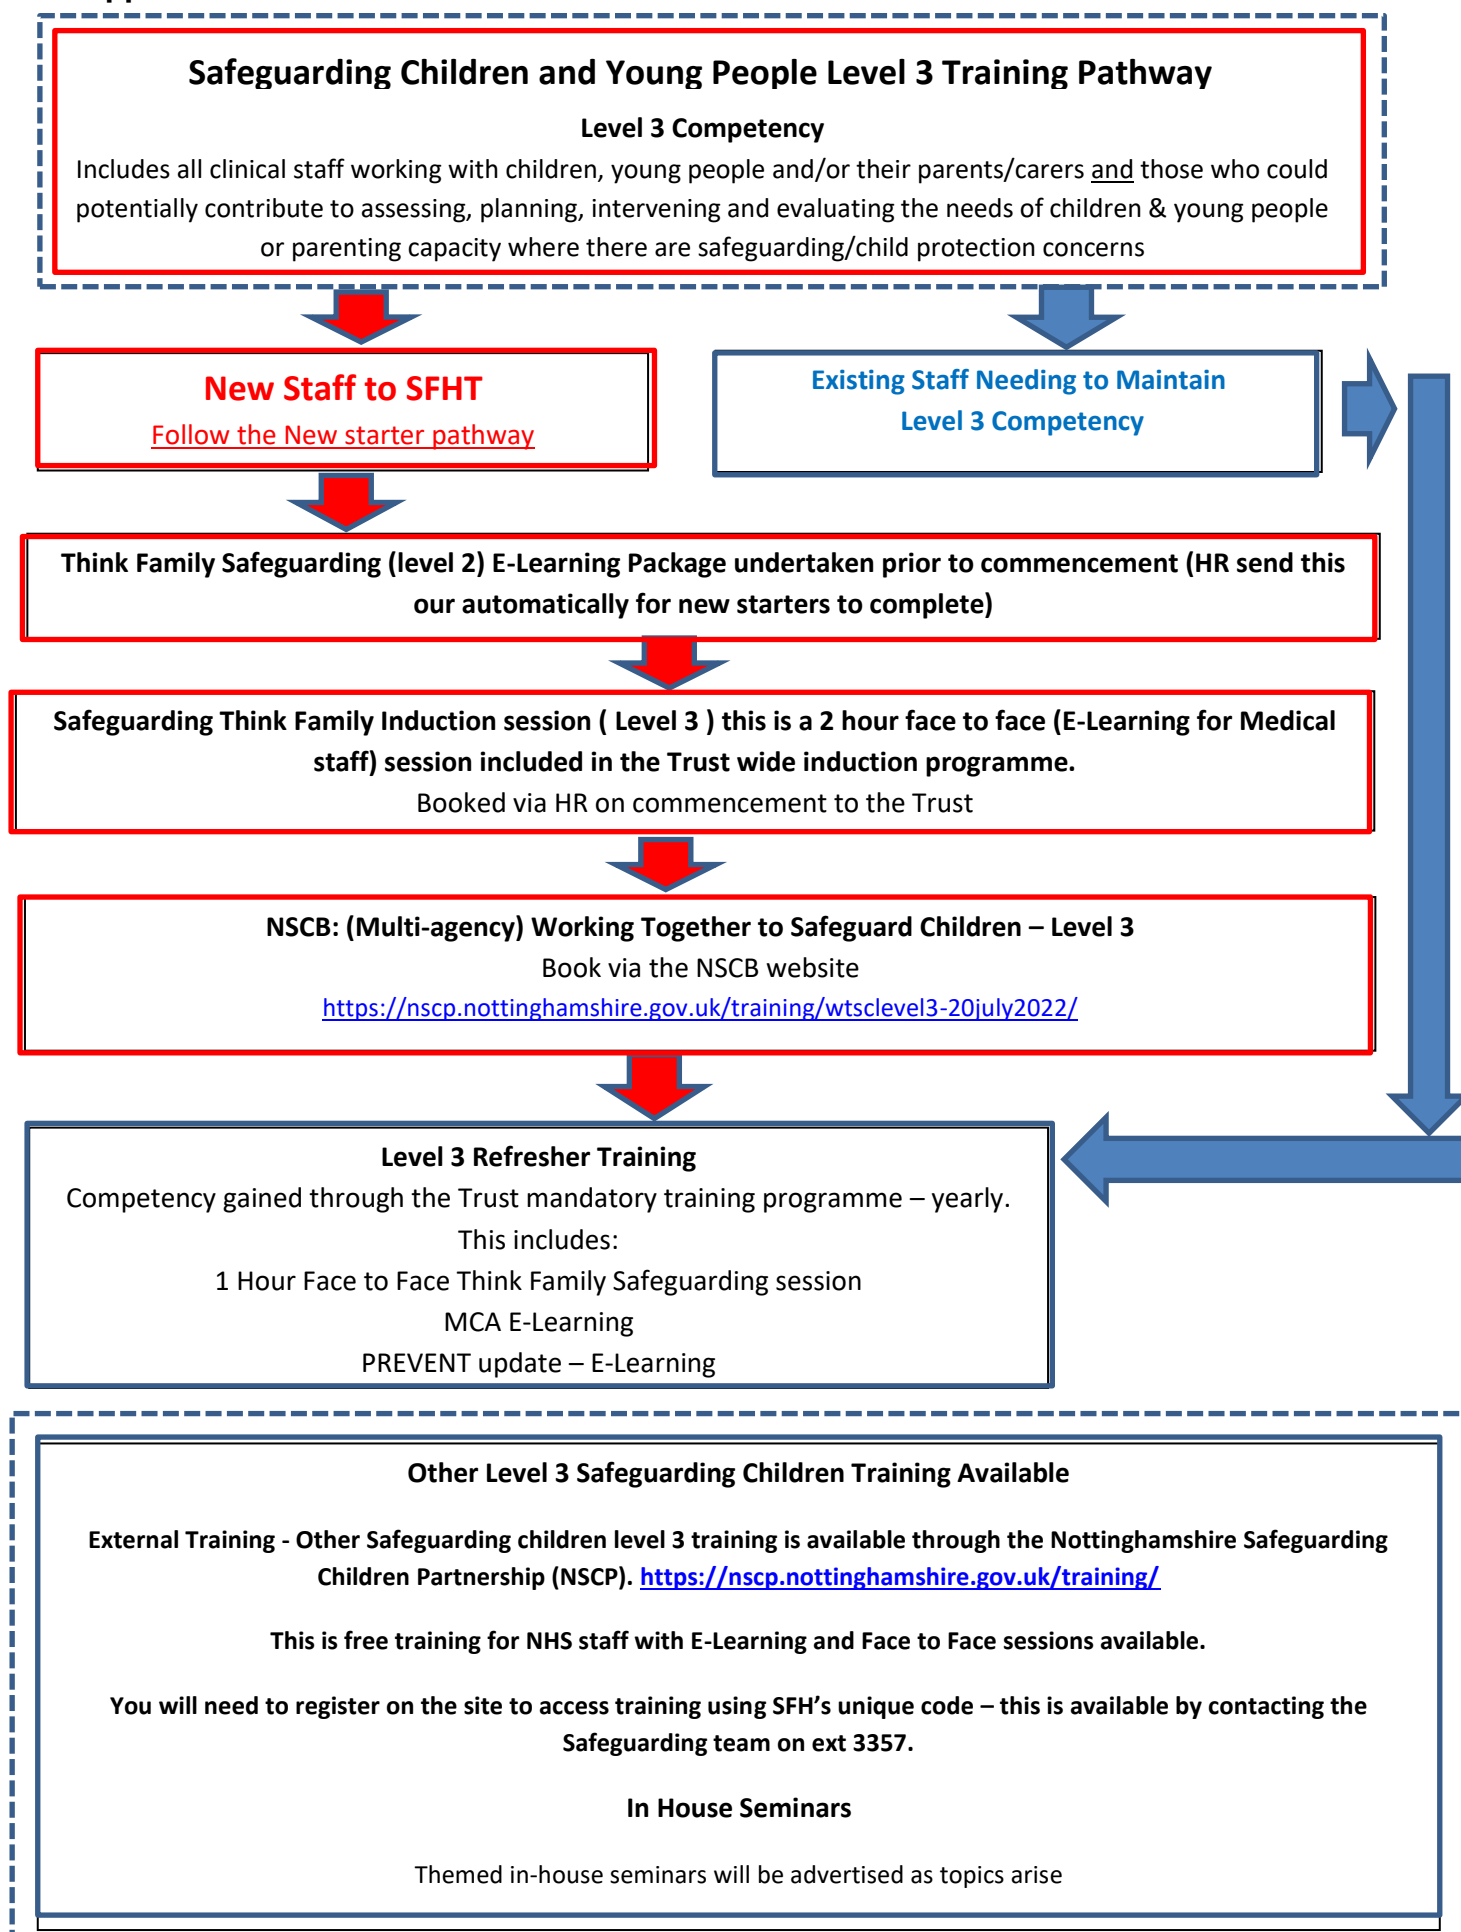 Safeguarding Children and Young People Level 3 Training Pathway
Level 3 Competency
Includes all clinical staff working with children, young people and/or their parents/carers and those who could
potentially contribute to assessing, planning, intervening and evaluating the needs of children & young people
or parenting capacity where there are safeguarding/child protection concerns
New Staff to SFHT
Follow the New starter pathway
Existing Staff Needing to Maintain
Level 3 Competency
Think Family Safeguarding (level 2) E-Learning Package undertaken prior to commencement (HR send this
our automatically for new starters to complete)
Safeguarding Think Family Induction session ( Level 3 ) this is a 2 hour face to face (E-Learning for Medical
staff) session included in the Trust wide induction programme.
Booked via HR on commencement to the Trust
NSCB: (Multi-agency) Working Together to Safeguard Children – Level 3
Book via the NSCB website
https://nscp.nottinghamshire.gov.uk/training/wtsclevel3-20july2022/
Level 3 Refresher Training
Competency gained through the Trust mandatory training programme – yearly.
This includes:
1 Hour Face to Face Think Family Safeguarding session
MCA E-Learning
PREVENT update – E-Learning
Other Level 3 Safeguarding Children Training Available
External Training - Other Safeguarding children level 3 training is available through the Nottinghamshire Safeguarding
Children Partnership (NSCP). https://nscp.nottinghamshire.gov.uk/training/
This is free training for NHS staff with E-Learning and Face to Face sessions available.
You will need to register on the site to access training using SFH’s unique code – this is available by contacting the
Safeguarding team on ext 3357.
In House Seminars
Themed in-house seminars will be advertised as topics arise